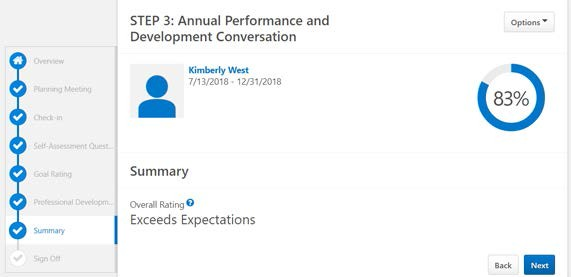 Overview
Planning Meeting
Check-in
Self-Assessment Quest...
Goal Rating
Professional Developm...
Summary
Sign Off
STEP 3: Annual Performance and
Development Conversation
Options
Kimberly West
7/13/2018 - 12/31/2018
83%
Summary
Overall Rating ?
Exceeds Expectations
Back
Next